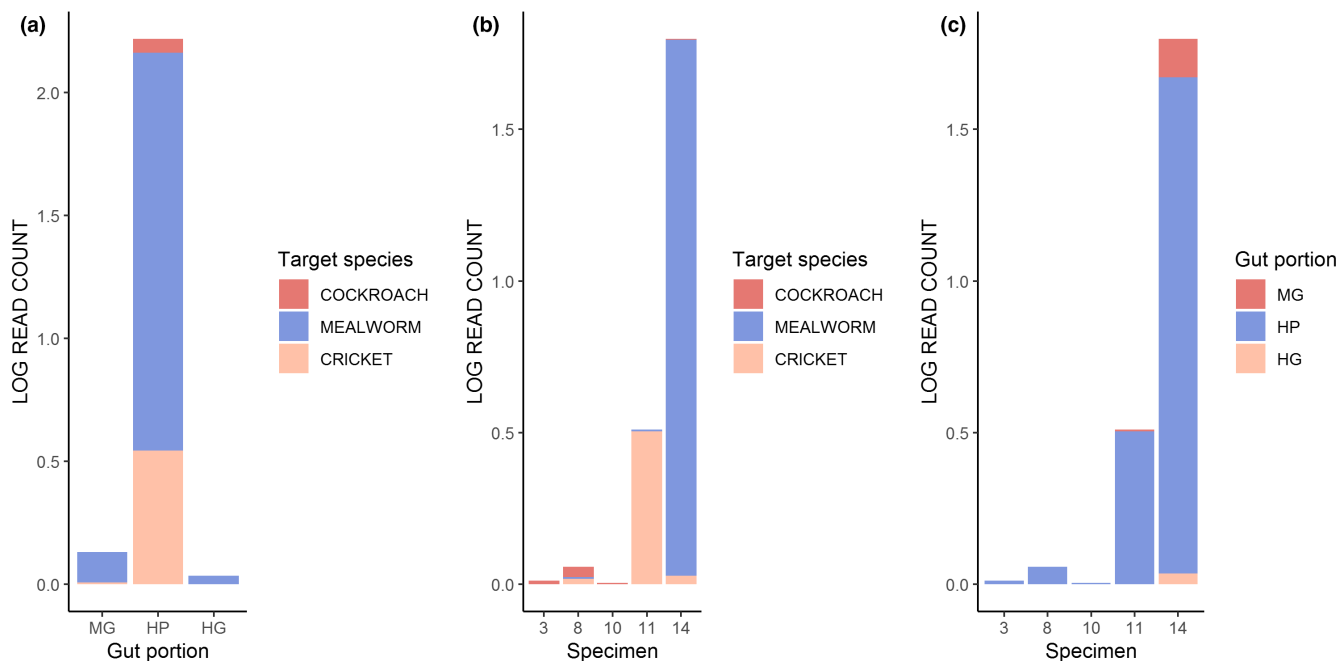 (a)
LOG READ COUNT
2.0
1.5
1.0
0.5
0.0
MG HP HG
Gut portion
Target species
COCKROACH
MEALWORM
CRICKET
(b)
LOG READ COUNT
1.5
1.0
0.5
0.0
3 8 10 11 14
Specimen
Target species
COCKROACH
MEALWORM
CRICKET
(c)
LOG READ COUNT
1.5
1.0
0.5
0.0
3 8 10 11 14
Specimen
Gut portion
MG
HP
HG